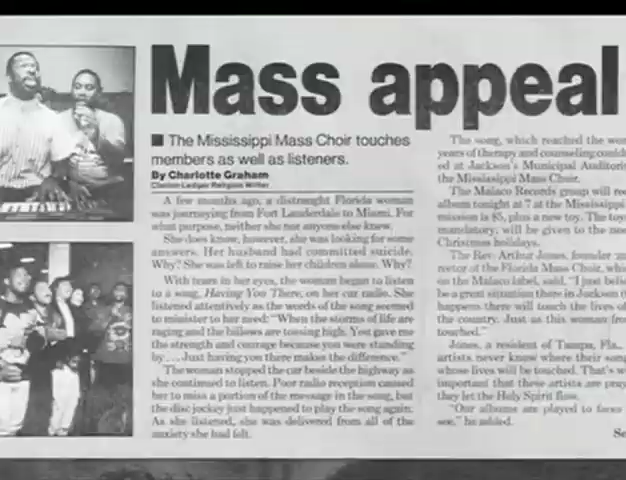 Mass appeal
■ The Mississippi Mass Choir touches
members as well as listeners.
By Charlotte Graham
Clarion-Ledger Religion Writer
A few months ago, a distraught Florida woman
was journeying from Fort Lauderdale to Miami. For
what purpose, neither she nor anyone else knew.
She does know, however, she was looking for some
answers. Her husband had committed suicide.
Why? She was left to raise her children alone. Why?
With tears in her eyes, the woman began to listen
to a song, Having You There, on her car radio. She
listened attentively as the words of the song seemed
to minister to her need: "When the storms of life are
raging and the billows are tossing high. You gave me
the strength and courage because you were standing
by . . . Just having you there makes the difference."
The woman stopped the car beside the highway as
she continued to listen. Poor radio reception caused
her to miss a portion of the message in the song, but
the disc jockey just happened to play the song again.
As she listened, she was delivered from all of the
anxiety she had felt.
The song, which reached the
years of therapy and counseling
ed at Jackson's Municipal
the Mississippi Mass Choir.
The Malaco Records group will
album tonight at 7 at the Mississippi
mission is $5, plus a new toy. The
mandatory, will be given to the
Christmas holidays.
The Rev. Arthur Jones, founder
rector of the Florida Mass Choir,
on the Malaco label, said, "I just
be a great situation there in Jackson
happens there will touch the lives of
the country. Just as this woman
touched."
Jones, a resident of Tampa, Fla.,
artists never know where their
whose lives will be touched. That's
important that these artists are
they let the Holy Spirit flow.
"Our albums are played to
see," he added.